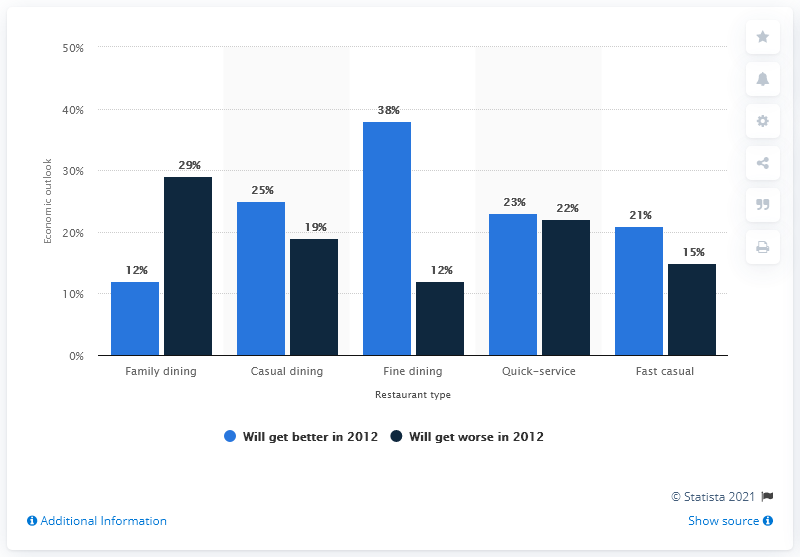 50%
40%
30%
20%
10%
0%
Economic outlook
12%
29%
25%
19%
38%
12%
23%
22%
21%
15%
Family dining
Casual dining
Fine dining
Quick-service
Fast casual
Restaurant type
Will get better in 2012
Will get worse in 2012
© Statista 2021
Additional Information
Show source